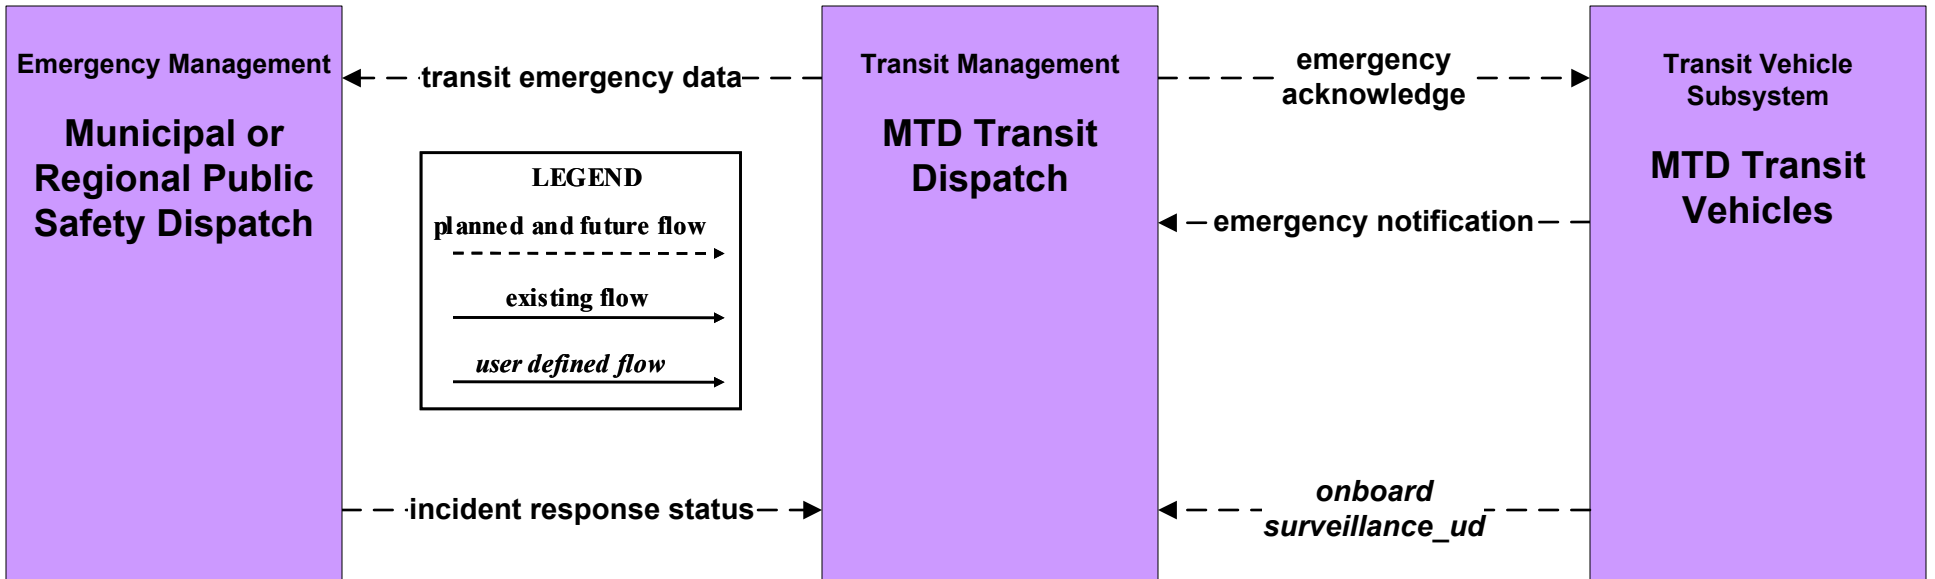 Emergency Management
Municipal or
Regional Public
Safety Dispatch
transit emergency data
LEGEND
planned and future flow
existing flow
user defined flow
incident response status
Transit Management
MTD Transit
Dispatch
emergency
acknowledge
emergency notification
onboard
surveillance_ud
Transit Vehicle
Subsystem
MTD Transit
Vehicles